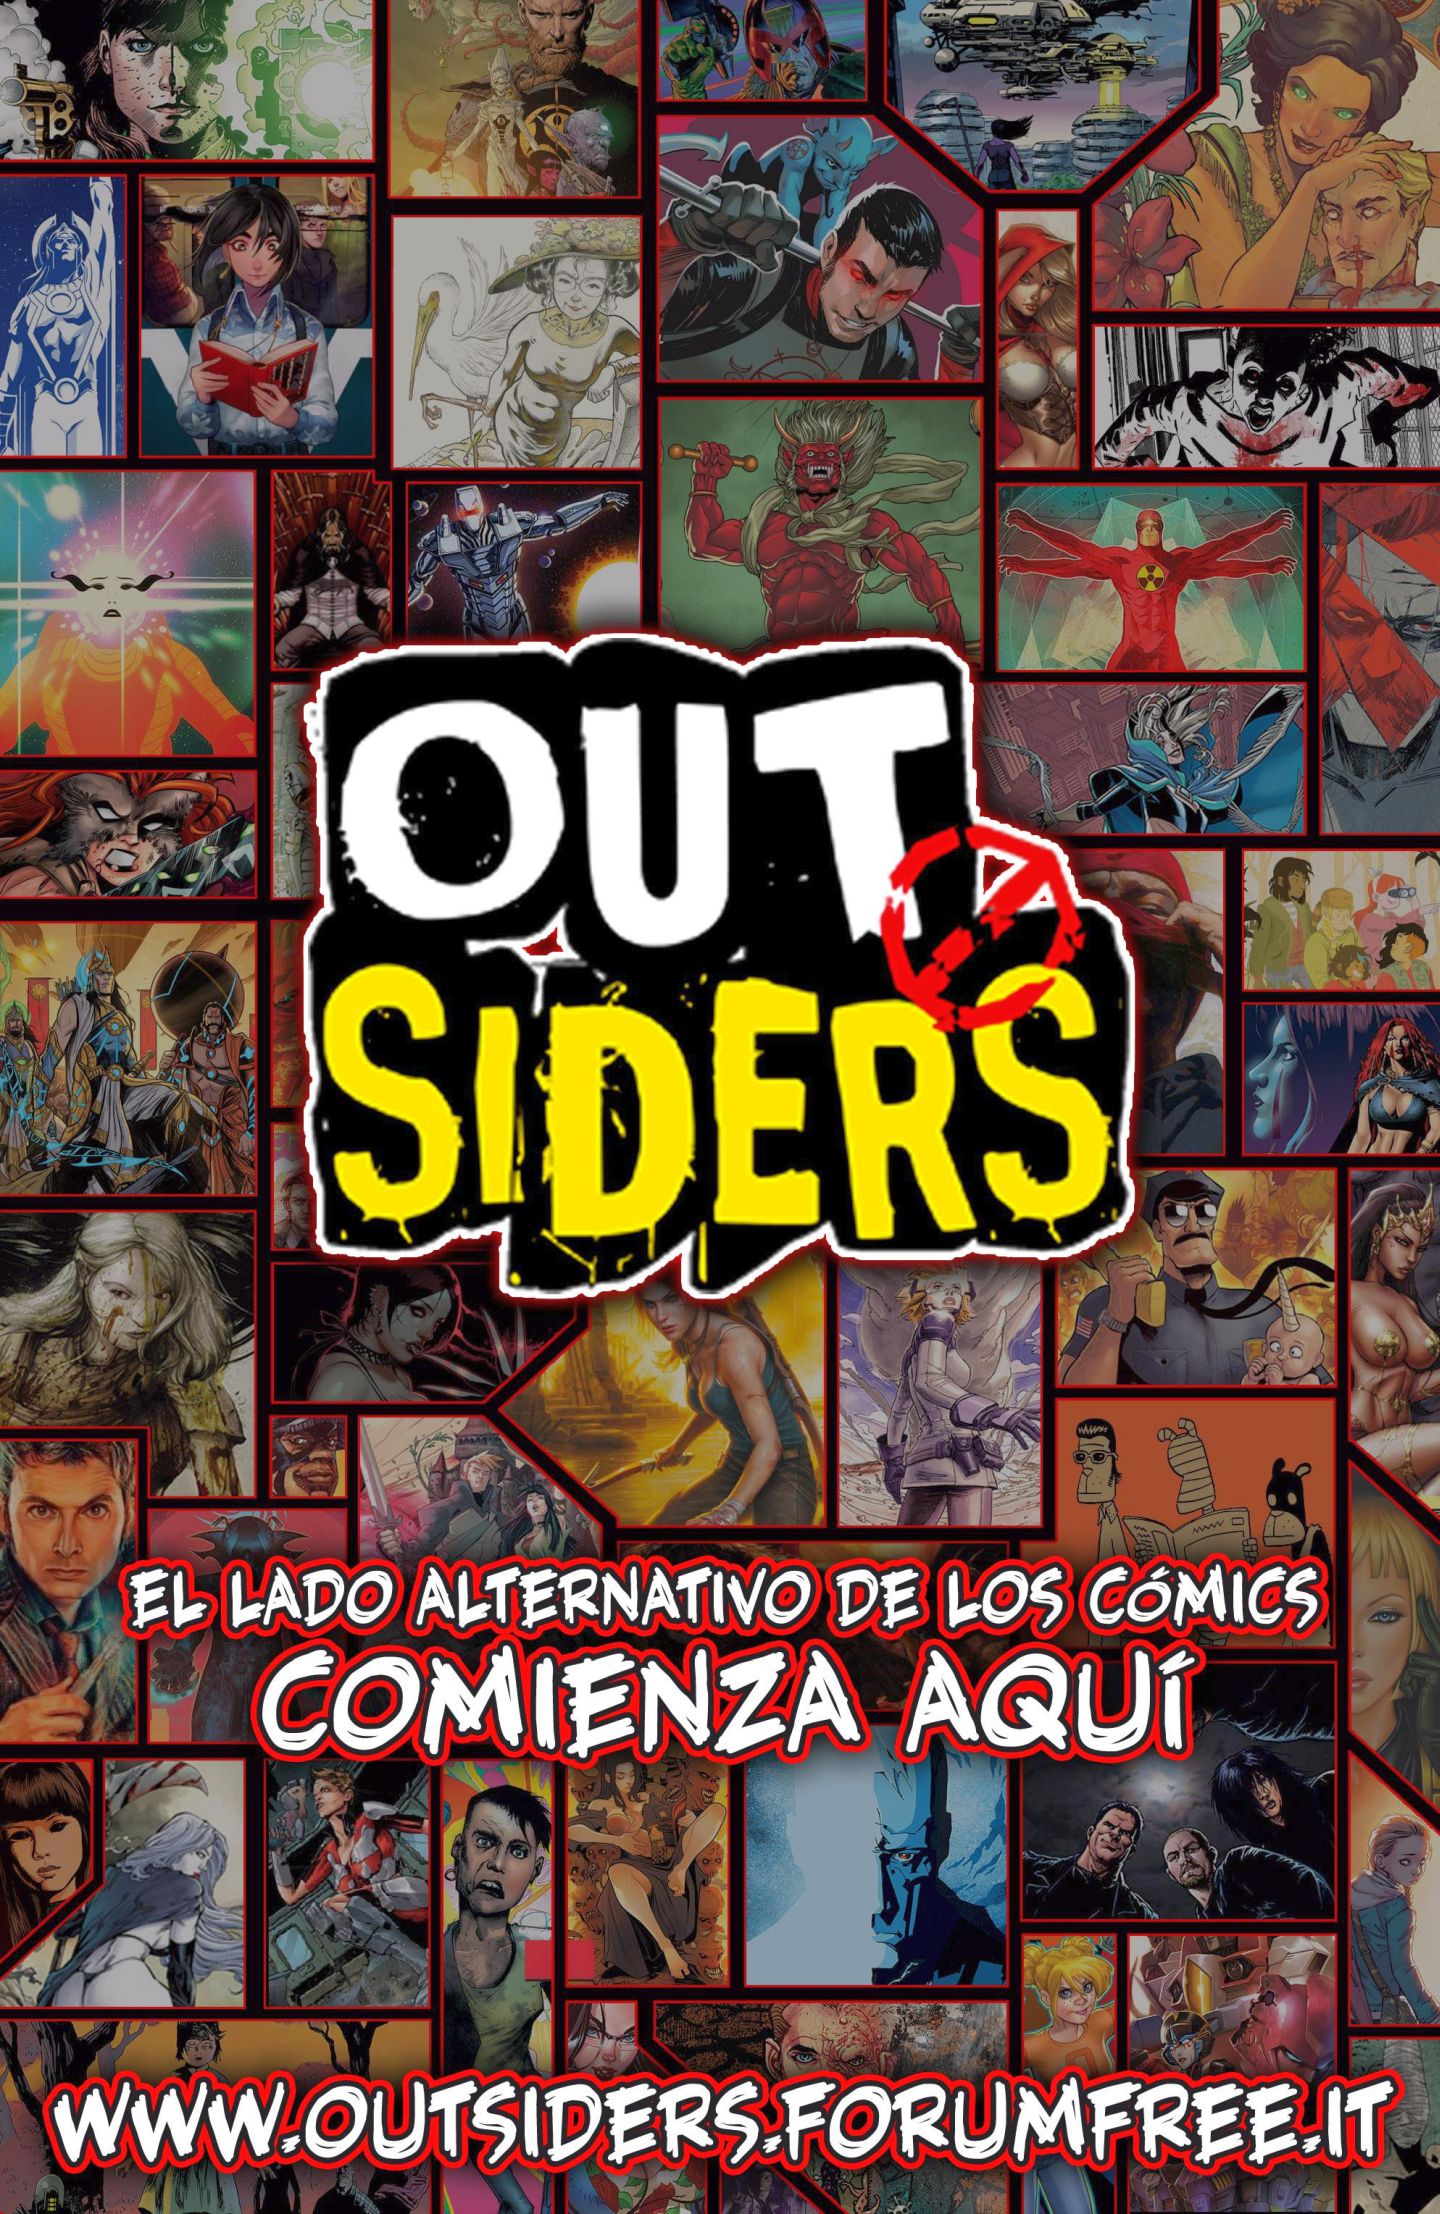 OUT
SIDERS
EL LADO ALTERNATIVO DE LOS CÓMICS
COMIENZA AQUÍ
WWW.OUTSIDERS.FORUMFREE.IT